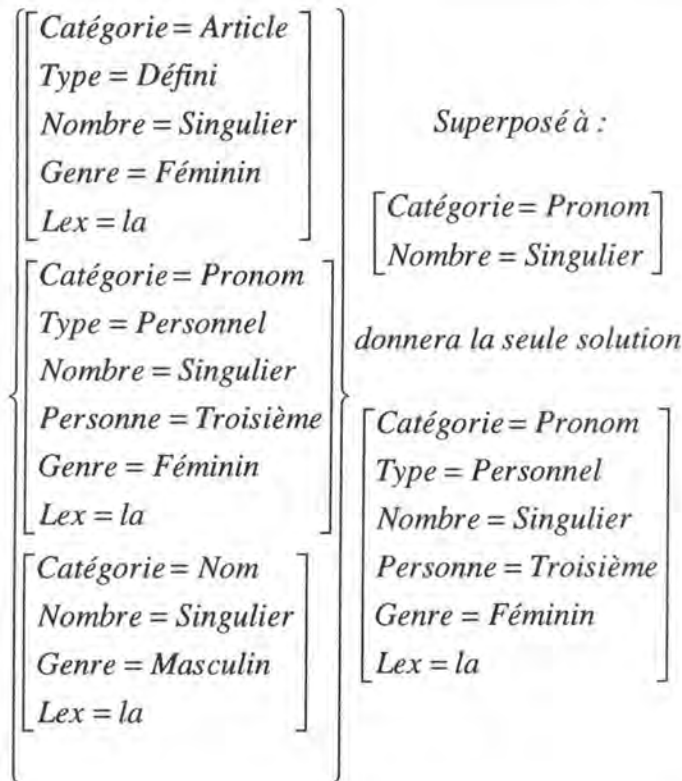 Catégorie = Article
Type = Défini
Nombre = Singulier
Genre = Féminin
Lex = la
Catégorie = Pronom
Type = Personnel
Nombre = Singulier
Personne = Troisième
Genre = Féminin
Lex = la
Catégorie = Nom
Nombre = Singulier
Genre = Masculin
Lex = la
Superposé à :
Catégorie = Pronom
Nombre = Singulier
donnera la seule solution
Catégorie = Pronom
Type = Personnel
Nombre = Singulier
Personne = Troisième
Genre = Féminin
Lex = la